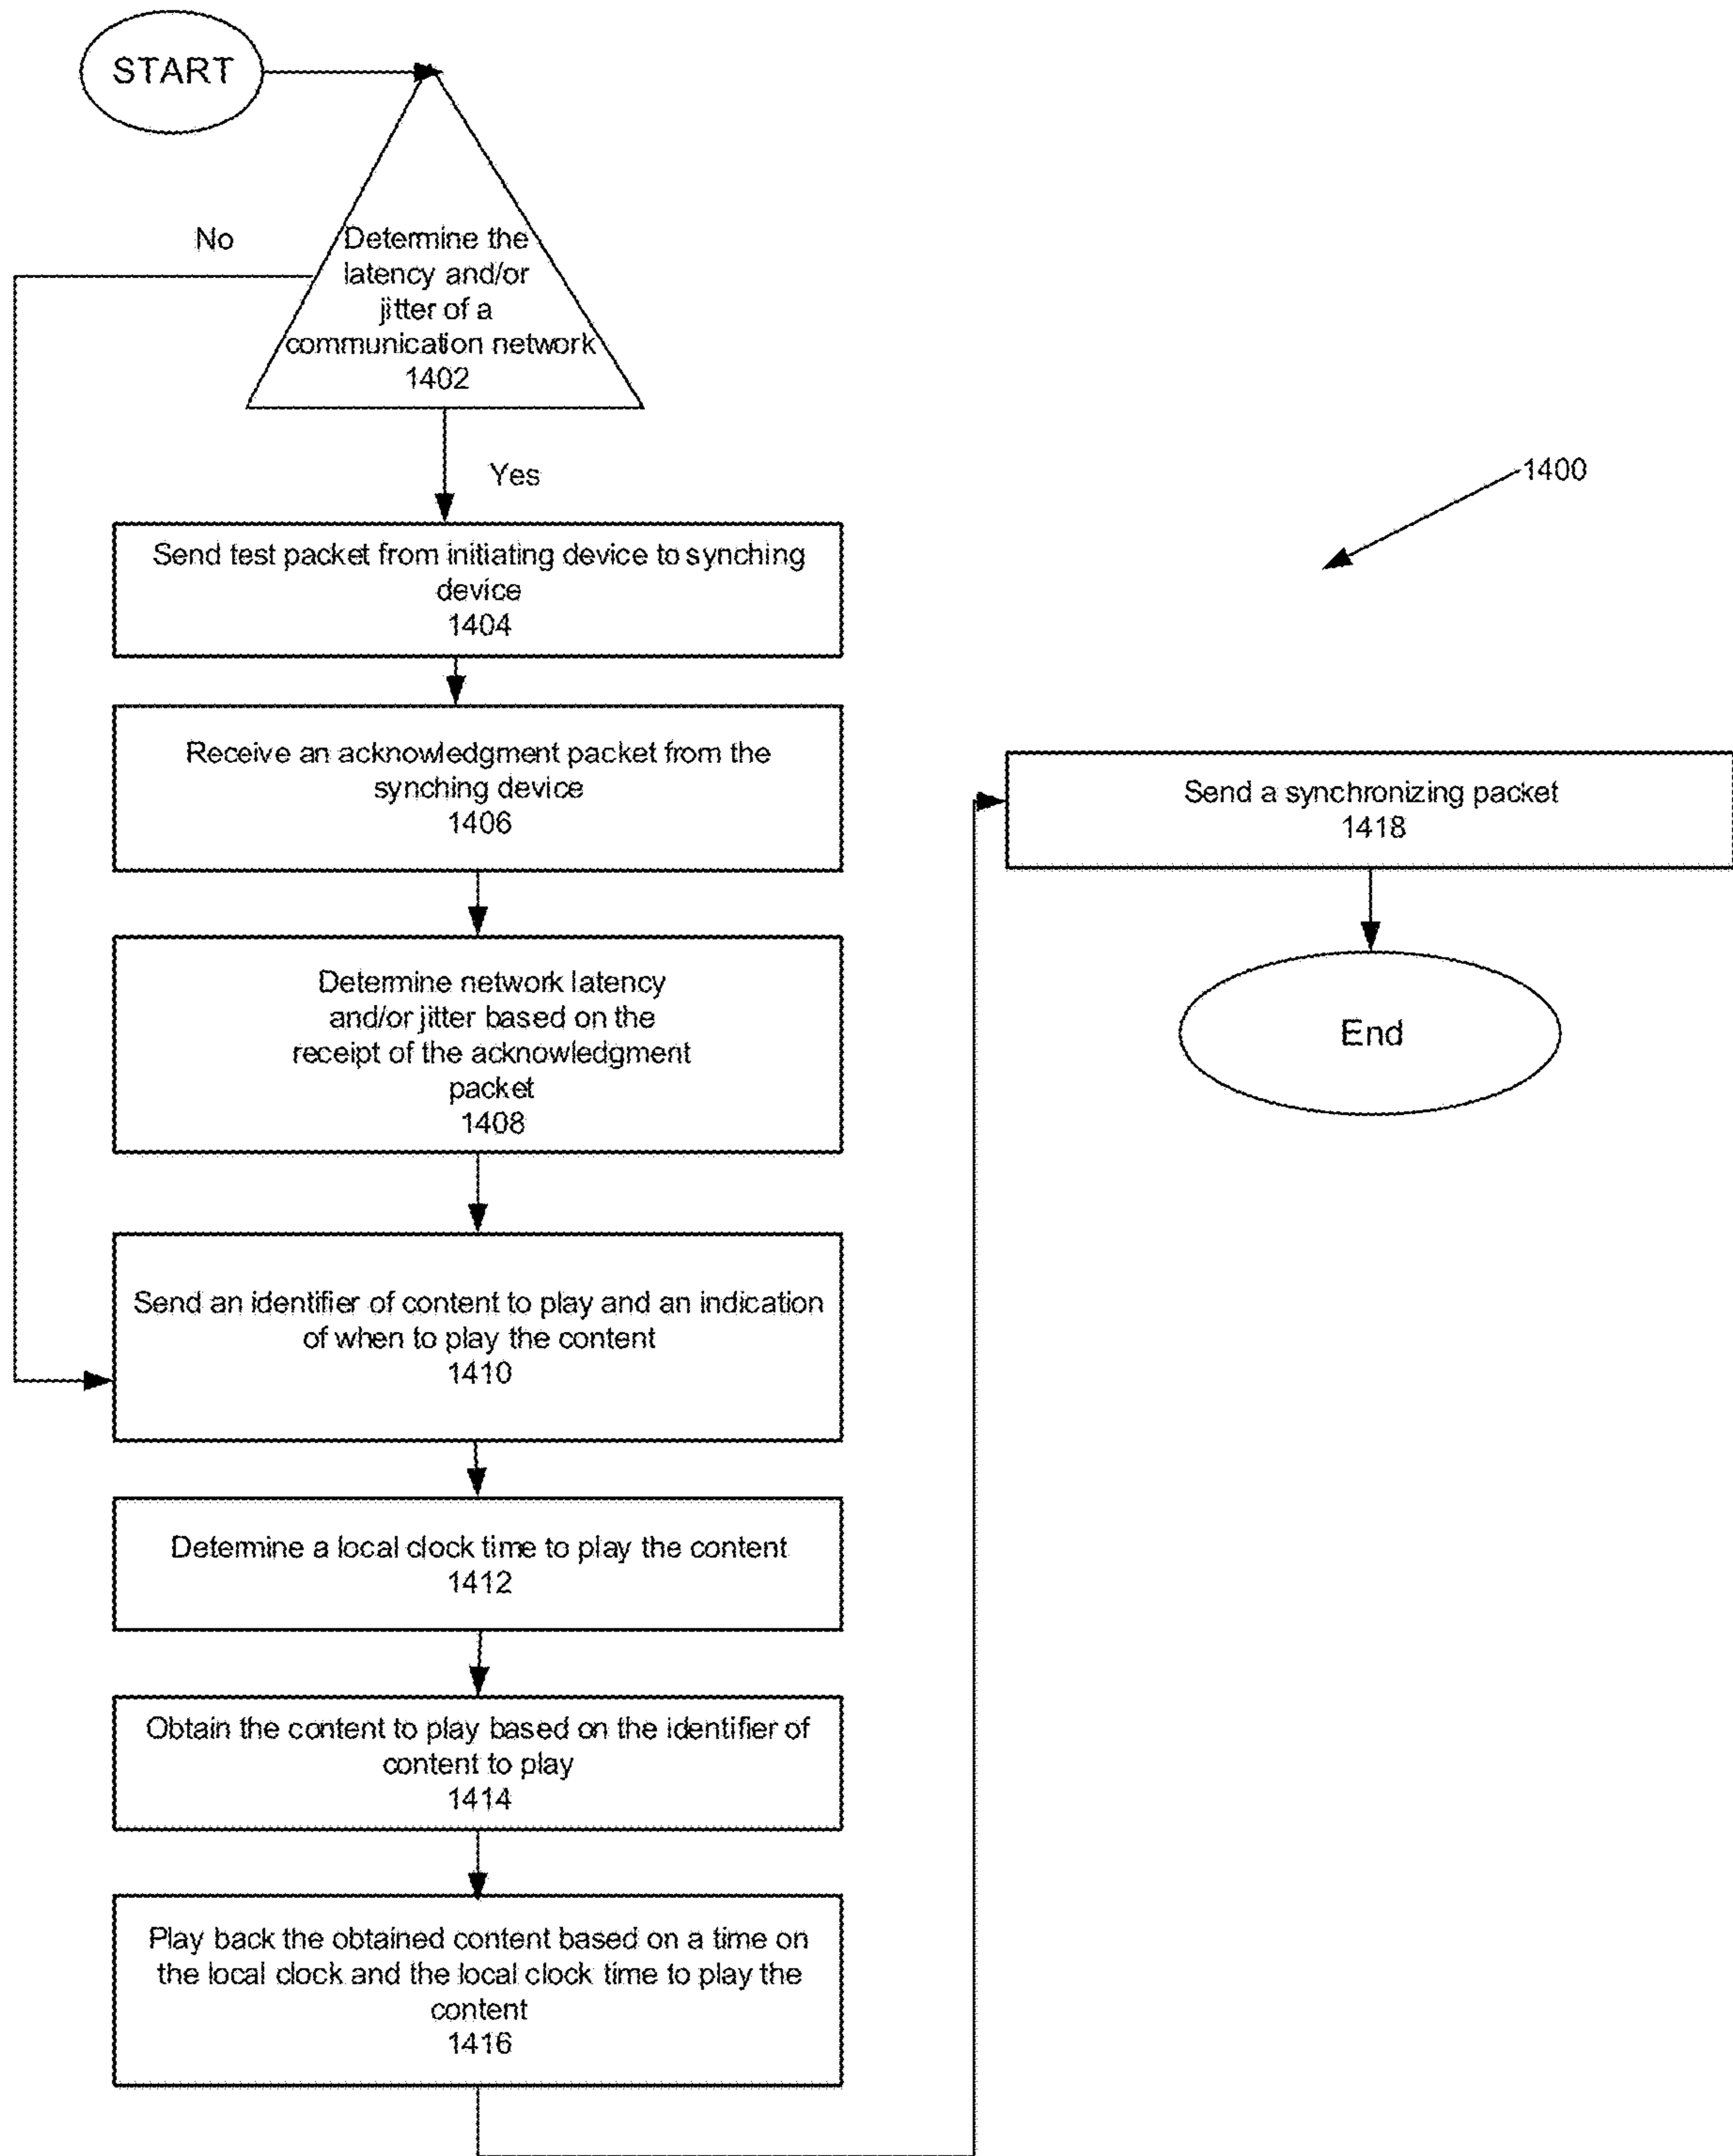 START
No
Determine the
latency and/or
jitter of a
communication network
1402
Yes
1400
Send test packet from initiating device to synching
device
1404
Receive an acknowledgment packet from the
synching device
1406
Determine network latency
and/or jitter based on the
receipt of the acknowledgment
packet
1408
Send an identifier of content to play and an indication
of when to play the content
1410
Determine a local clock time to play the content
1412
Obtain the content to play based on the identifier of
content to play
1414
Play back the obtained content based on a time on
the local clock and the local clock time to play the
content
1416
Send a synchronizing packet
1418
End